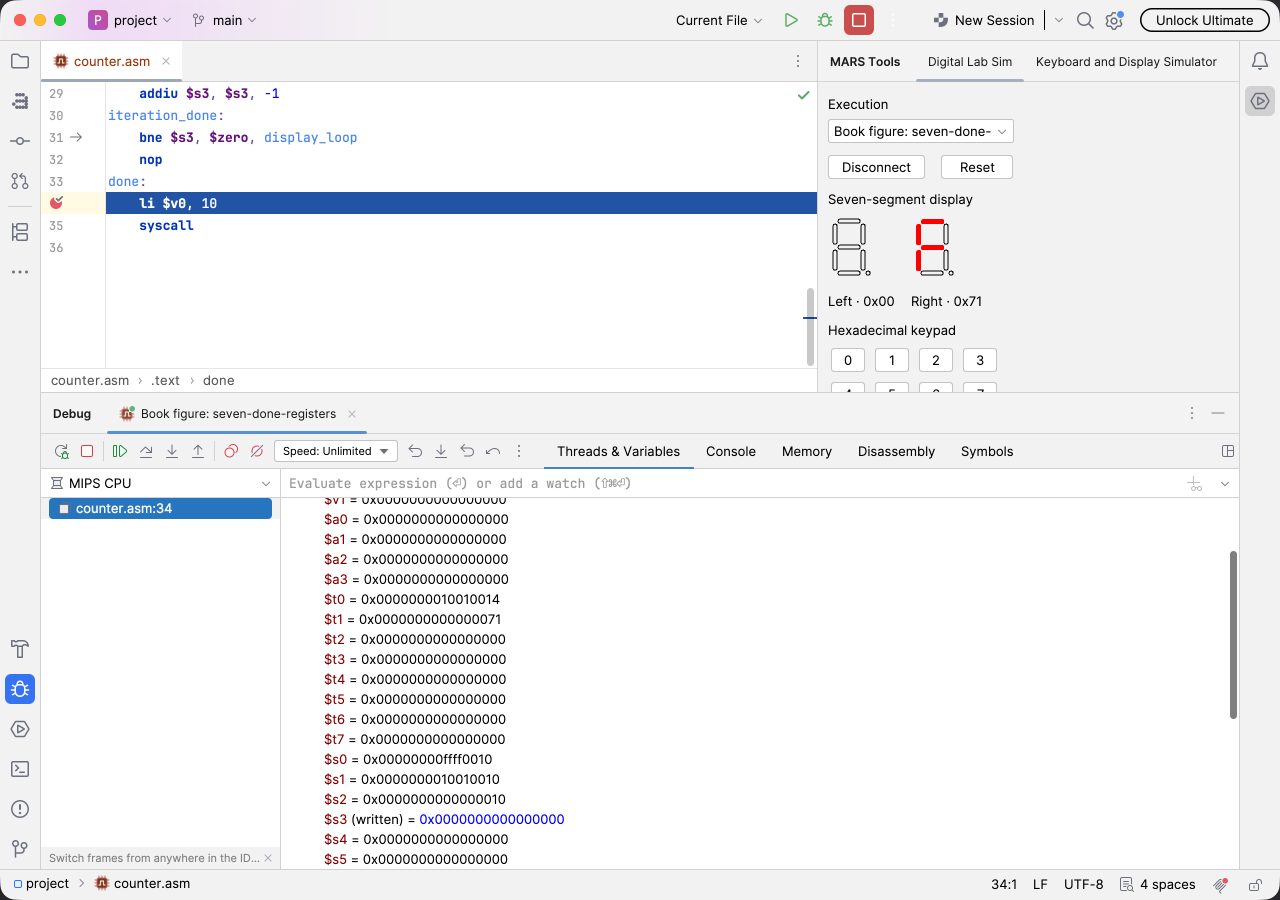 P project main Current File New Session Unlock Ultimate
counter.asm
MARS Tools Digital Lab Sim Keyboard and Display Simulator
29 addiu $s3, $s3, -1
30 iteration_done:
31 bne $s3, $zero, display_loop
32 nop
33 done:
li $v0, 10
35 syscall
36
counter.asm › .text › done
Execution
Book figure: seven-done-
Disconnect Reset
Seven-segment display
Left · 0x00 Right · 0x71
Hexadecimal keypad
0 1 2 3
Debug Book figure: seven-done-registers
Speed: Unlimited Threads & Variables Console Memory Disassembly Symbols
MIPS CPU
Evaluate expression (⏎) or add a watch (⇧⌘⏎)
counter.asm:34
$v1 = 0x0000000000000000
$a0 = 0x0000000000000000
$a1 = 0x0000000000000000
$a2 = 0x0000000000000000
$a3 = 0x0000000000000000
$t0 = 0x0000000010010014
$t1 = 0x0000000000000071
$t2 = 0x0000000000000000
$t3 = 0x0000000000000000
$t4 = 0x0000000000000000
$t5 = 0x0000000000000000
$t6 = 0x0000000000000000
$t7 = 0x0000000000000000
$s0 = 0x00000000ffff0010
$s1 = 0x0000000010010010
$s2 = 0x0000000000000010
$s3 (written) = 0x0000000000000000
$s4 = 0x0000000000000000
$s5 = 0x0000000000000000
Switch frames from anywhere in the ID...
project › counter.asm 34:1 LF UTF-8 4 spaces